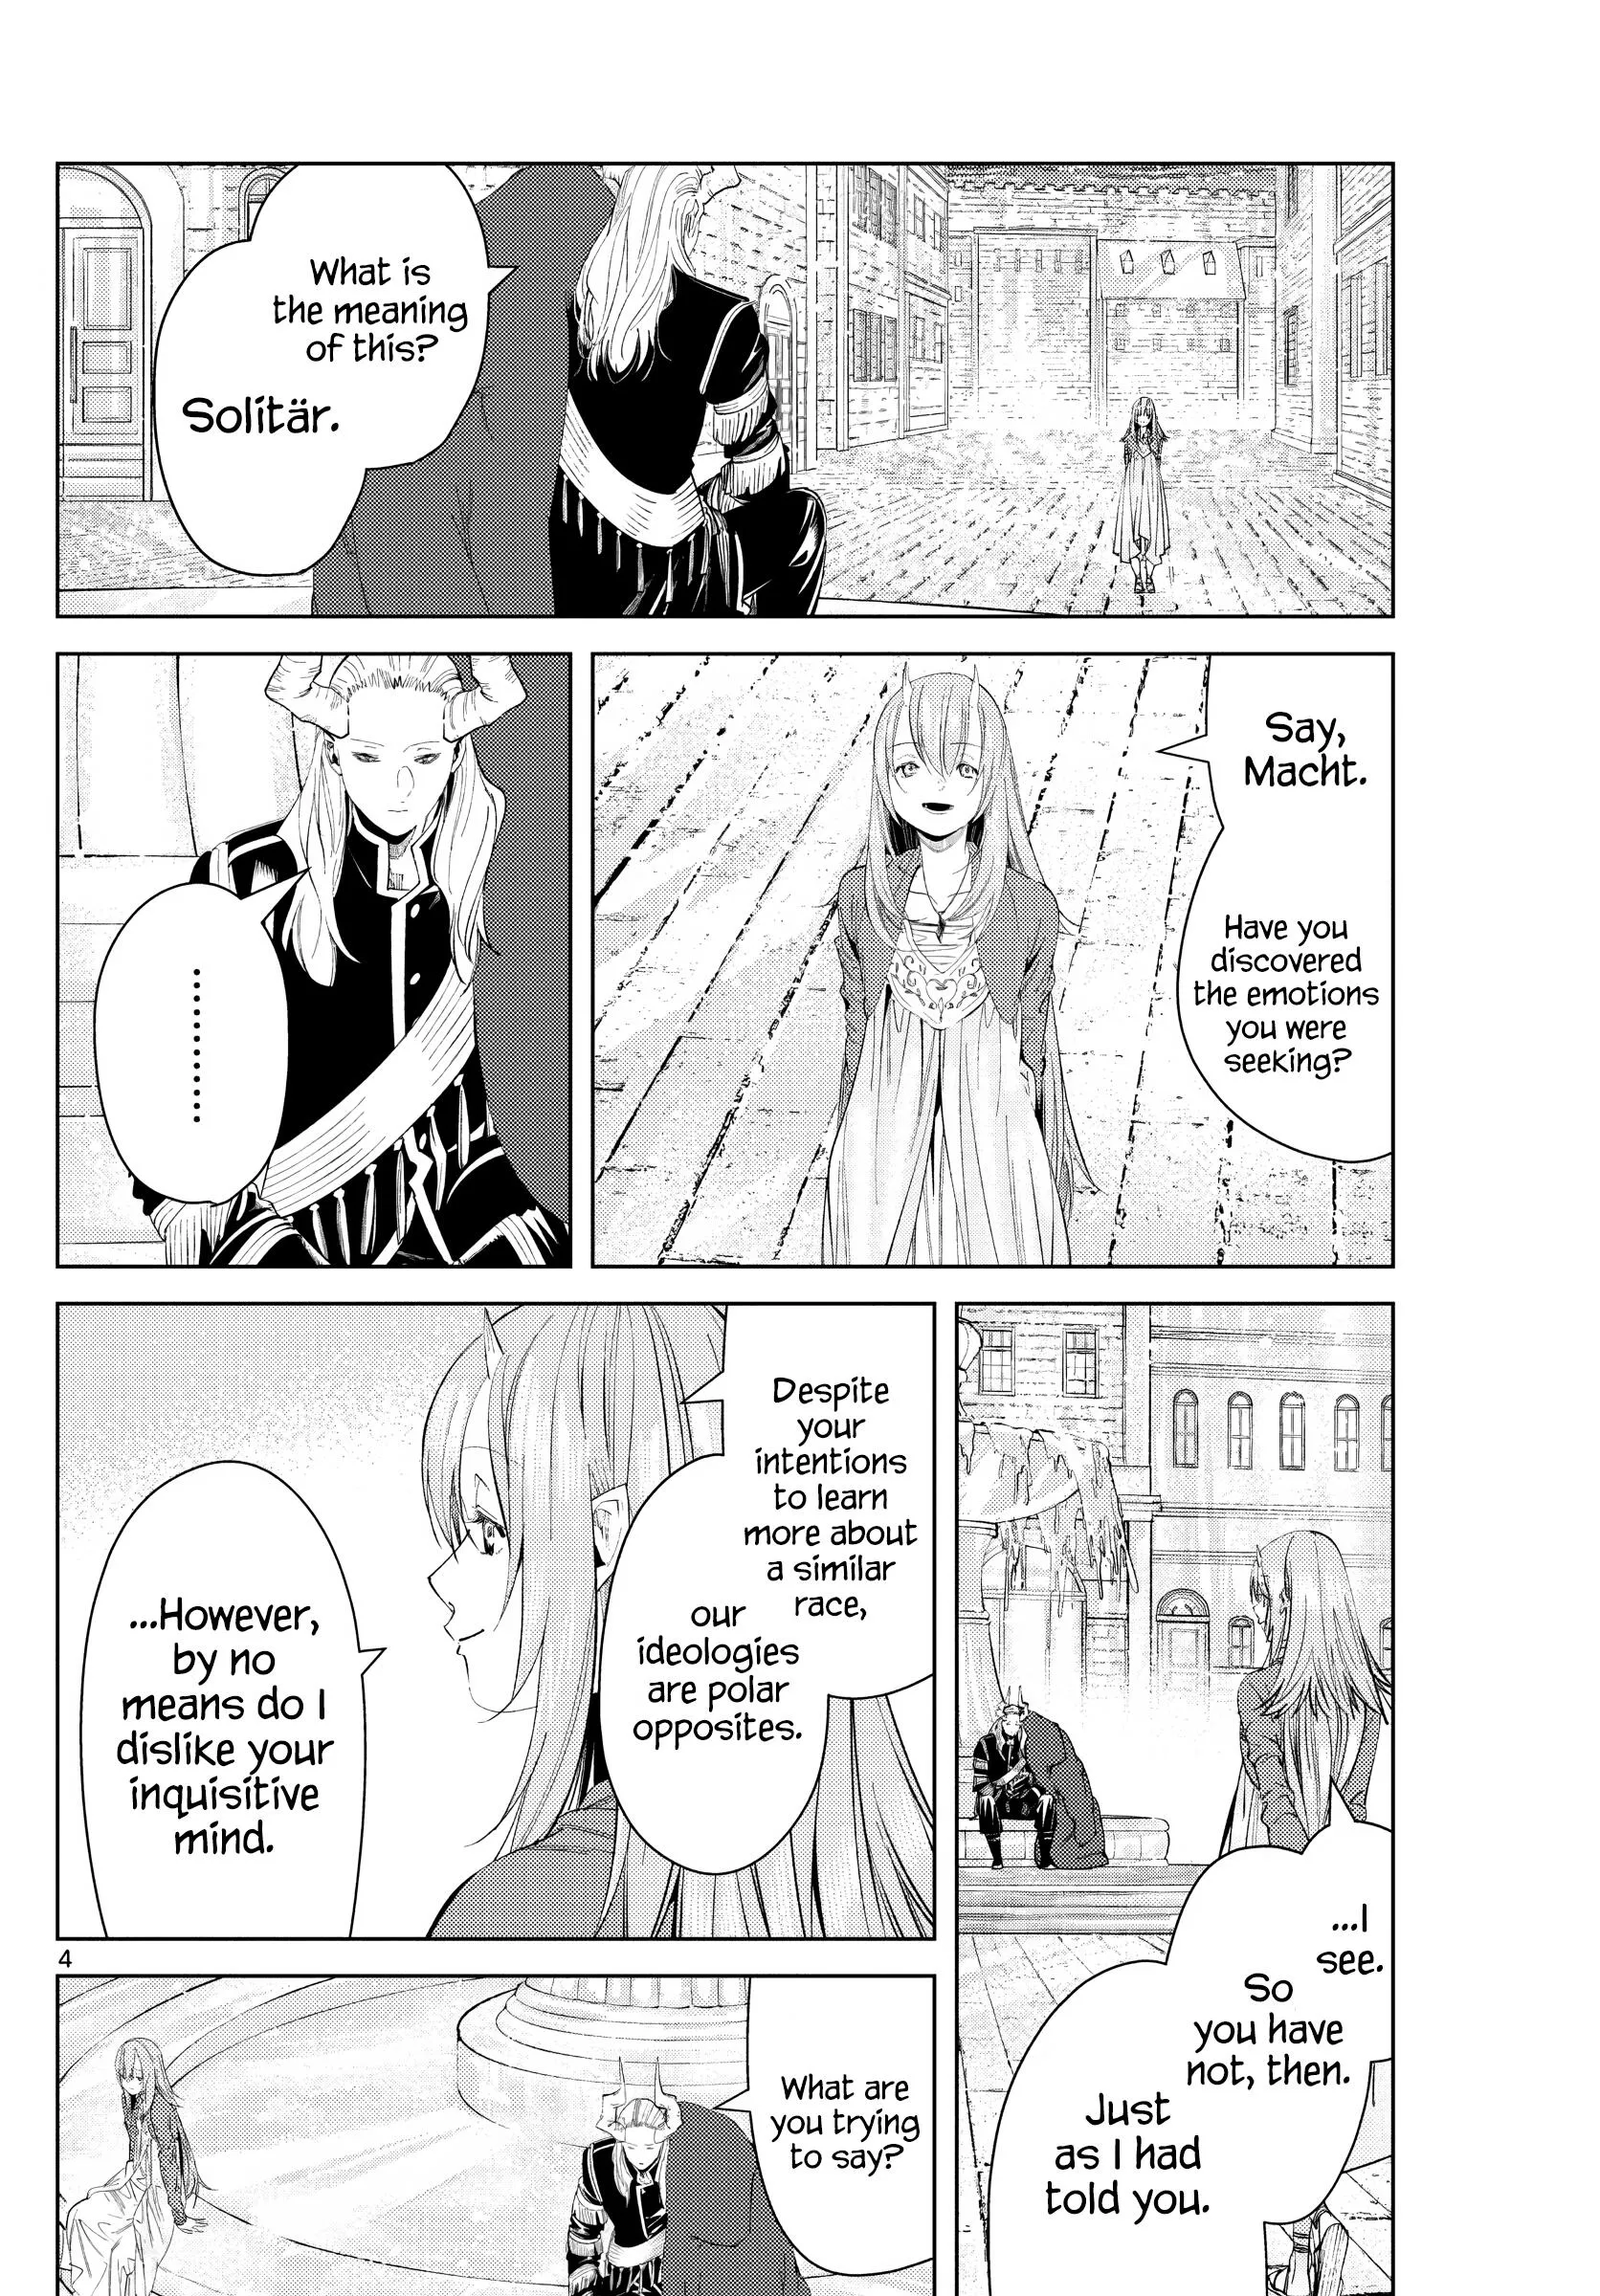 What is
the meaning
of this?
Solitär.
Say,
Macht.
Have you
discovered
the emotions
you were
seeking?
.........
...I
see.
So
you have
not, then.
Just
as I had
told you.
Despite
your
intentions
to learn
more about
a similar
race,
our
ideologies
are polar
opposites.
...However,
by no
means do I
dislike your
inquisitive
mind.
What are
you trying
to say?
4